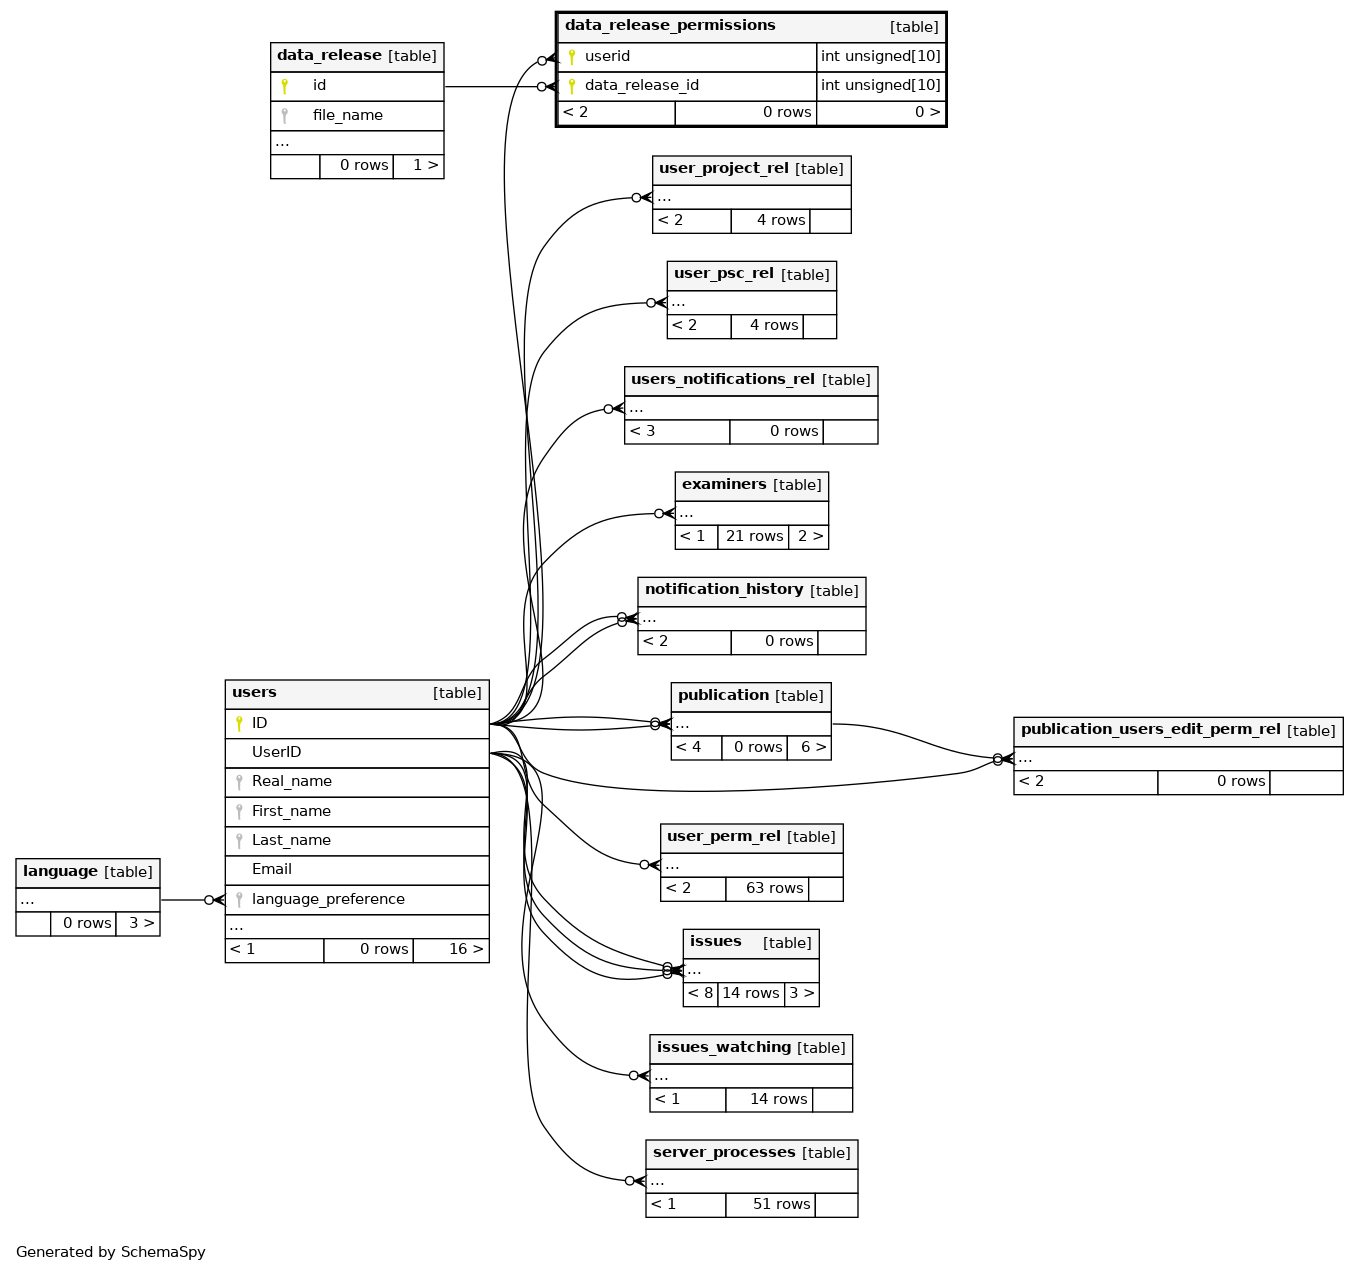 data_release_permissions [table]
userid int unsigned[10]
data_release_id int unsigned[10]
< 2 0 rows 0 >
data_release [table]
id
file_name
...
0 rows 1 >
user_project_rel [table]
...
< 2 4 rows
user_psc_rel [table]
...
< 2 4 rows
users_notifications_rel [table]
...
< 3 0 rows
examiners [table]
...
< 1 21 rows 2 >
notification_history [table]
...
< 2 0 rows
users [table]
ID
UserID
Real_name
First_name
Last_name
Email
language_preference
...
< 1 0 rows 16 >
publication [table]
...
< 4 0 rows 6 >
publication_users_edit_perm_rel [table]
...
< 2 0 rows
user_perm_rel [table]
...
< 2 63 rows
language [table]
...
0 rows 3 >
issues [table]
...
< 8 14 rows 3 >
issues_watching [table]
...
< 1 14 rows
server_processes [table]
...
< 1 51 rows
Generated by SchemaSpy